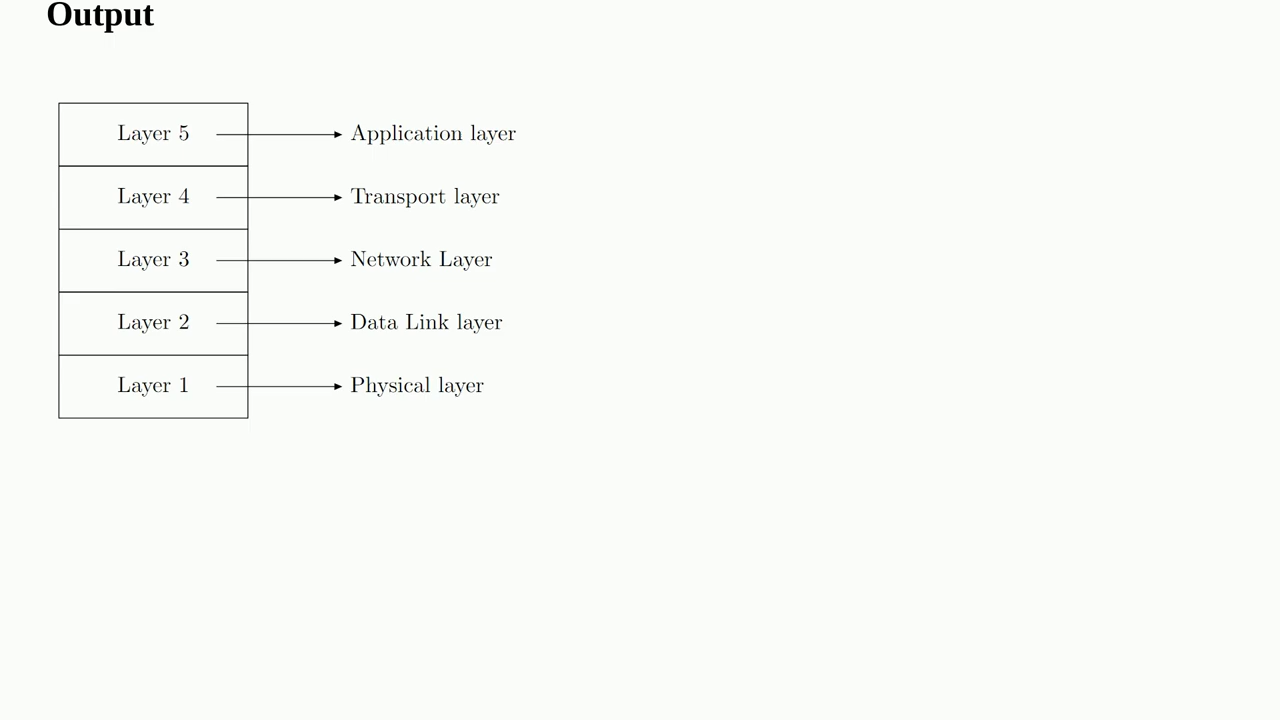 Output
Layer 5 Application layer
Layer 4 Transport layer
Layer 3 Network Layer
Layer 2 Data Link layer
Layer 1 Physical layer